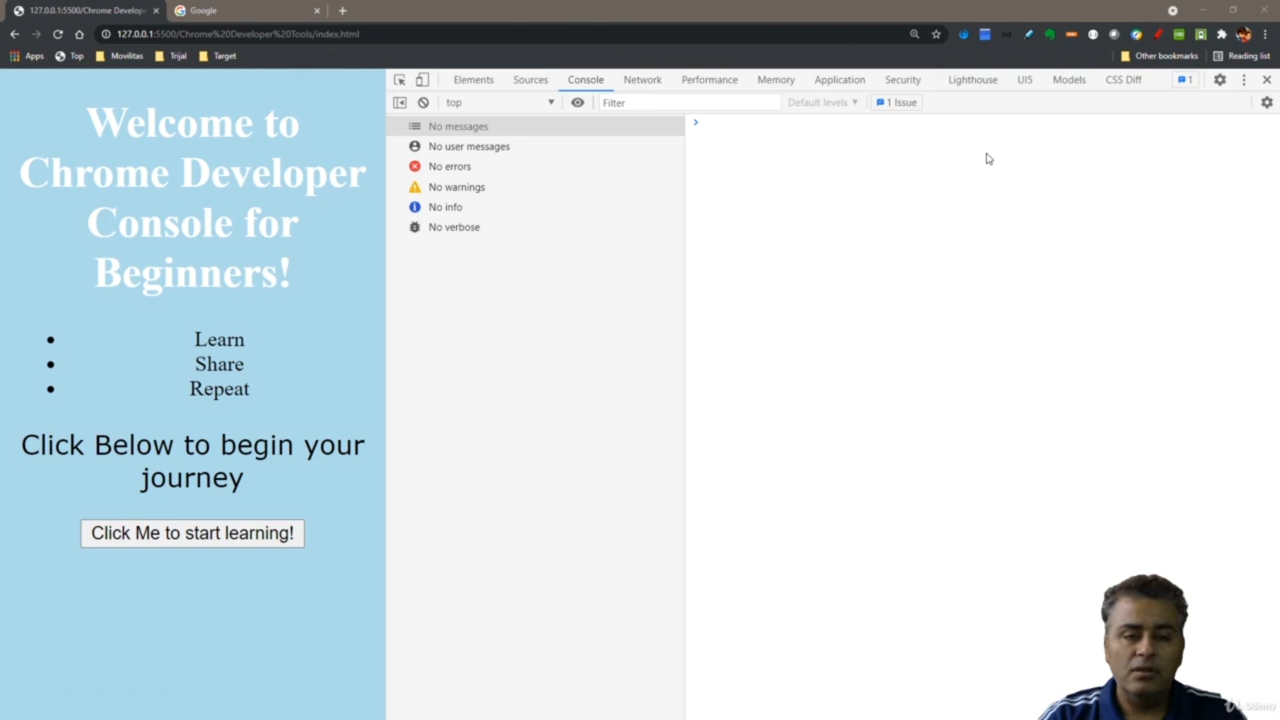 127.0.0.1:5500/Chrome Develop
Google
127.0.0.1:5500/Chrome%20Developer%20Tools/index.html
Apps
Top
Movilitas
Trijal
Target
Other bookmarks
Reading list
Welcome to
Chrome Developer
Console for
Beginners!
Learn
Share
Repeat
Click Below to begin your
journey
Click Me to start learning!
Elements
Sources
Console
Network
Performance
Memory
Application
Security
Lighthouse
UI5
Models
CSS Diff
1
top
Filter
Default levels
1 Issue
No messages
No user messages
No errors
No warnings
No info
No verbose
Udemy